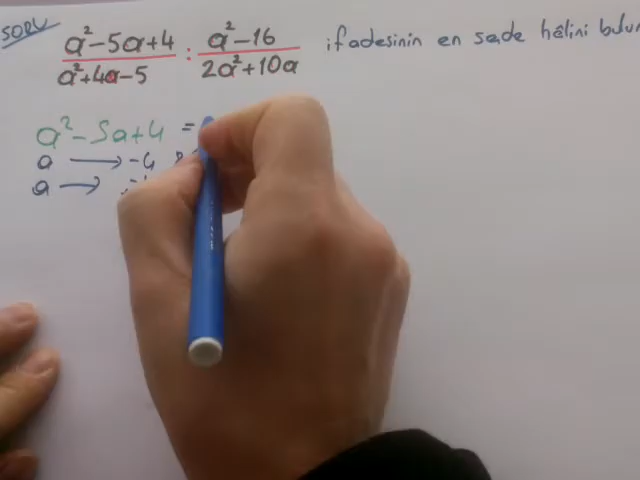 SORU
a²-5a+4 / a²+4a-5 : a²-16 / 2a²+10a ifadesinin en sade hâlini
a²-5a+4 =
a → -4
a →